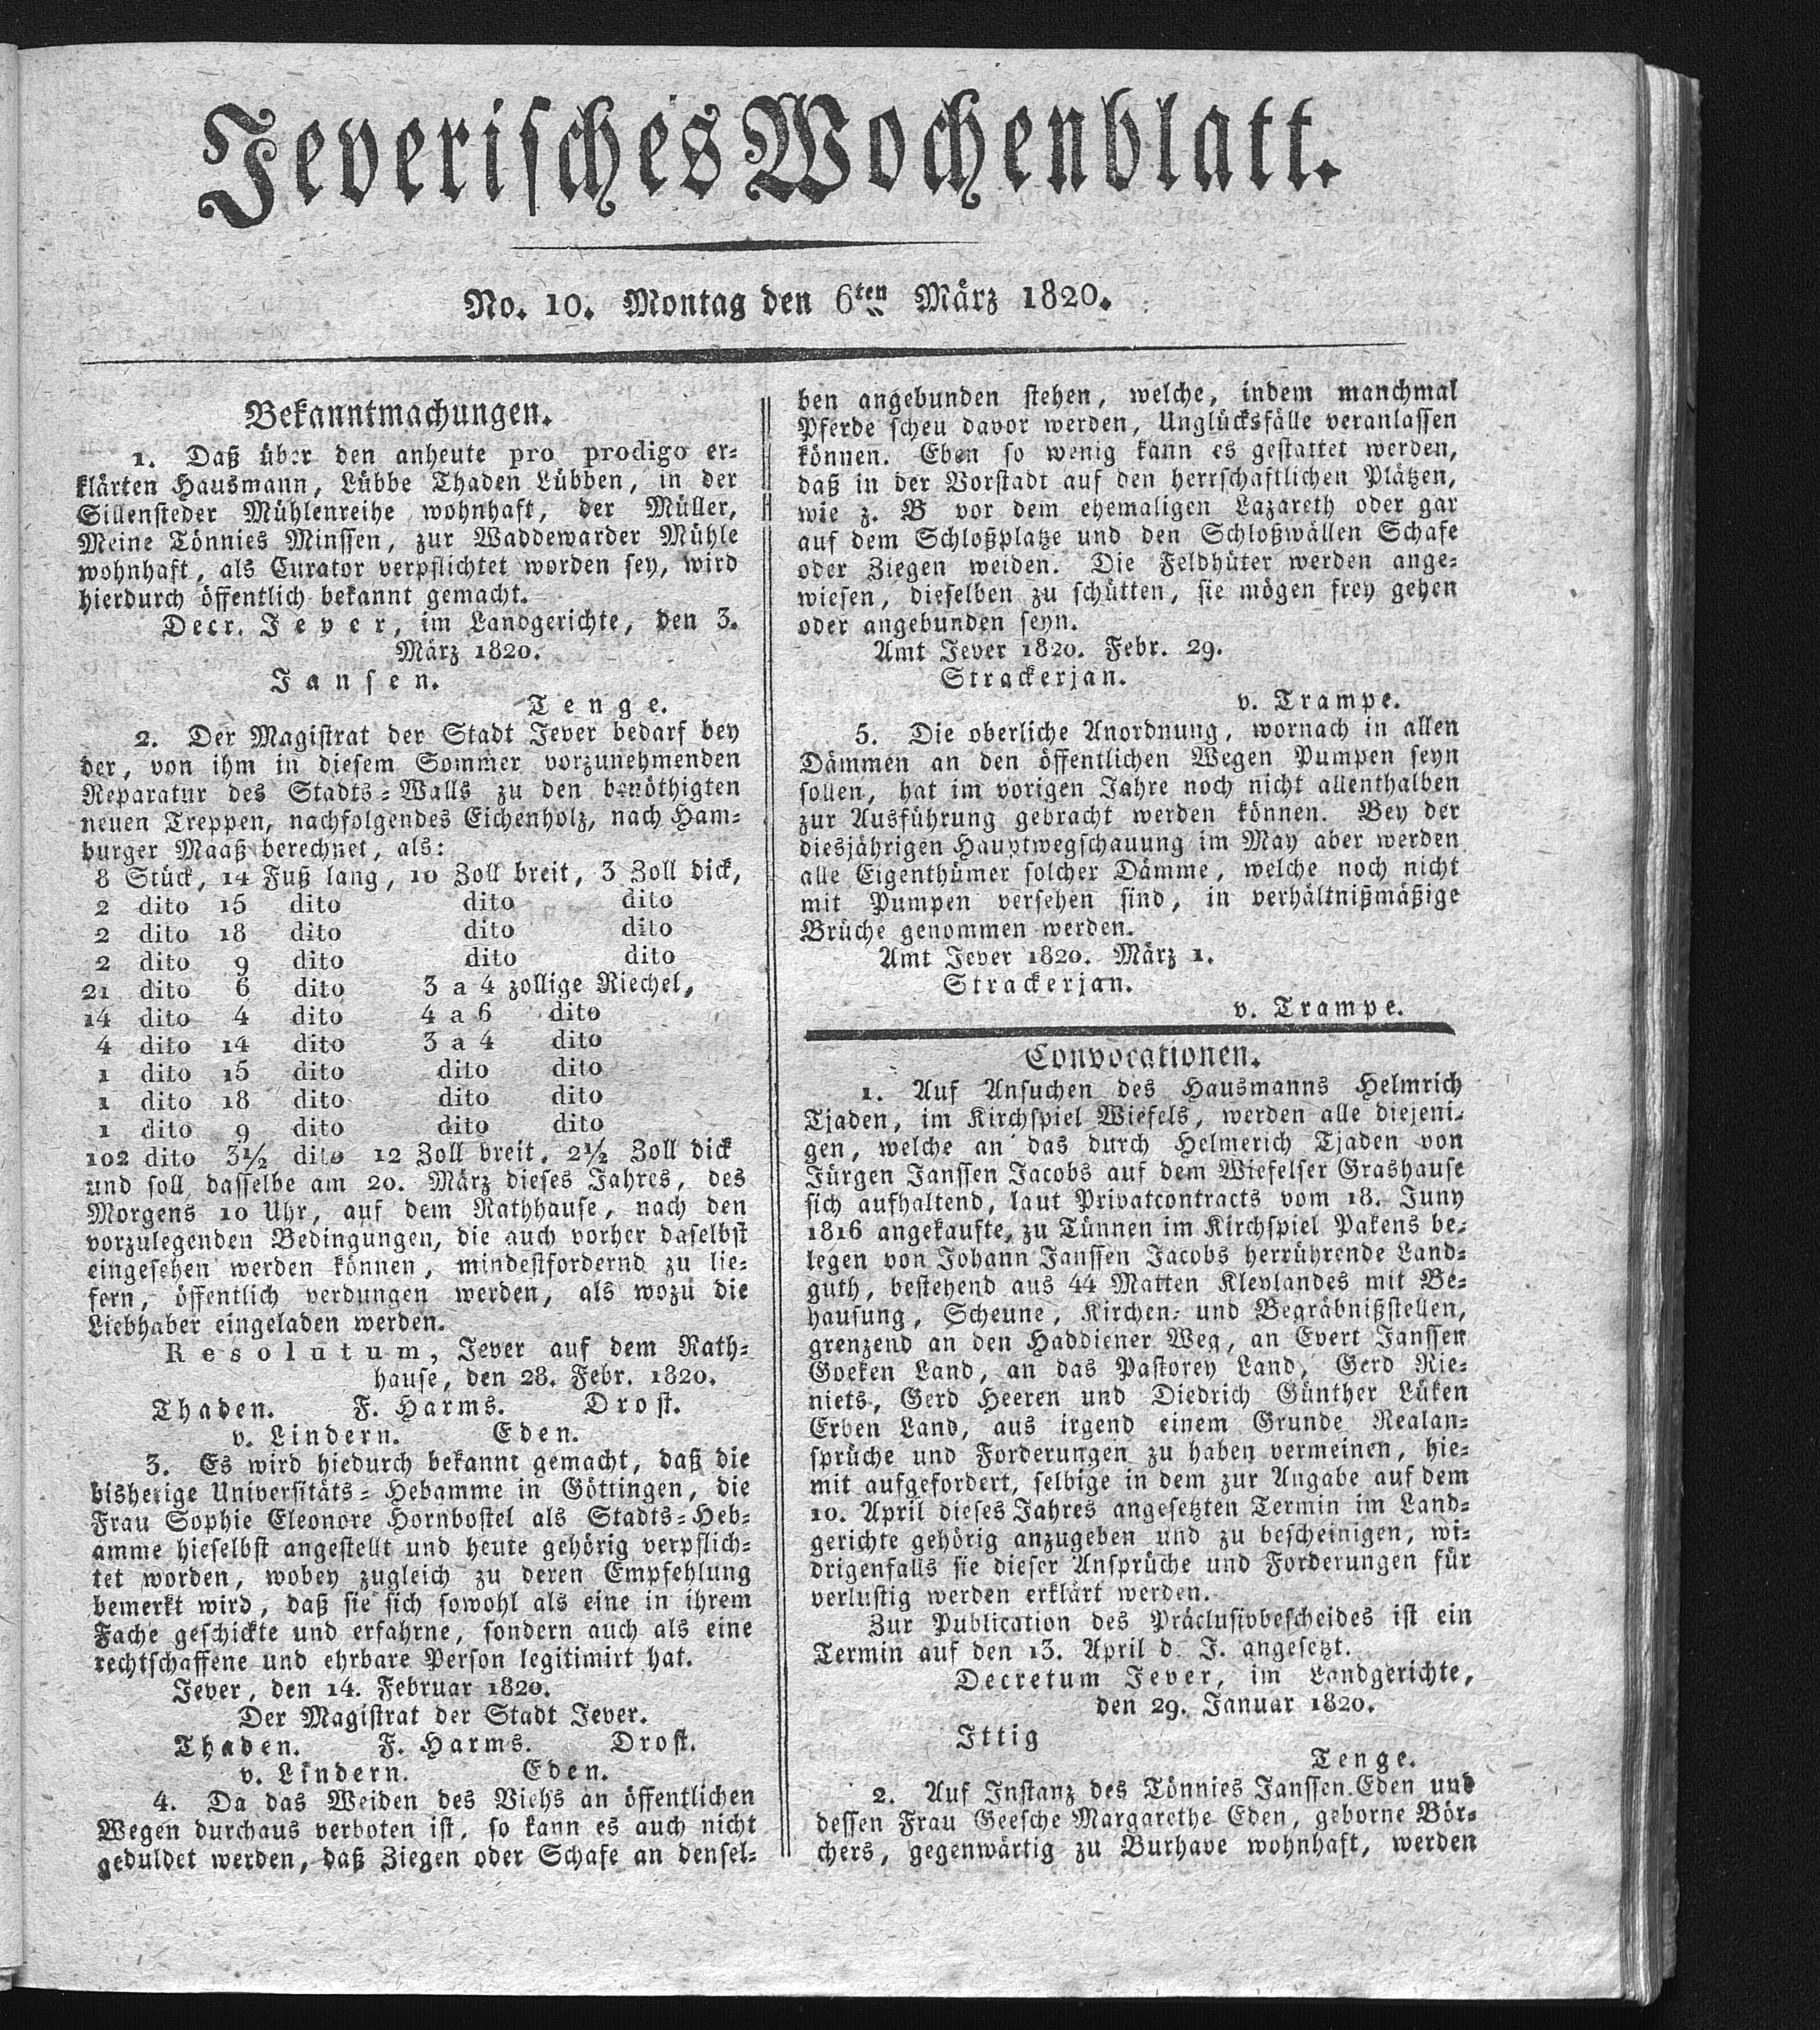 Jeverisches Wochenblatt.
No. 10. Montag den 6ten März 1820.
Bekanntmachungen.
1. Daß über den anheute pro prodigo er-
klärten Hausmann, Lübbe Thaden Lübben, in der
Sillensteder Mühlenreihe wohnhaft, der Müller,
Meine Tönnies Minssen, zur Waddewarder Mühle
wohnhaft, als Curator verpflichtet worden sey, wird
hierdurch öffentlich bekannt gemacht.
Decr. Jever, im Landgerichte, den 3.
März 1820.
Jansen.
Tenge.
2. Der Magistrat der Stadt Jever bedarf bey
der, von ihm in diesem Sommer vorzunehmenden
Reparatur des Stadts-Walls zu den benöthigten
neuen Treppen, nachfolgendes Eichenholz, nach Ham-
burger Maaß berechnet, als:
8 Stück, 14 Fuß lang, 10 Zoll breit, 3 Zoll dick,
2 dito 15 dito dito dito
2 dito 18 dito dito dito
2 dito 9 dito dito dito
21 dito 6 dito 3 a 4 zollige Riechel,
14 dito 4 dito 4 a 6 dito
4 dito 14 dito 3 a 4 dito
1 dito 15 dito dito dito
1 dito 18 dito dito dito
1 dito 9 dito dito dito
102 dito 3½ dito 12 Zoll breit, 2½ Zoll dick
und soll dasselbe am 20. März dieses Jahres, des
Morgens 10 Uhr, auf dem Rathhause, nach den
vorzulegenden Bedingungen, die auch vorher daselbst
eingesehen werden können, mindestfordernd zu lie-
fern, öffentlich verdungen werden, als wozu die
Liebhaber eingeladen werden.
Resolutum, Jever auf dem Rath-
hause, den 28. Febr. 1820.
Thaden. F. Harms. Drost.
v. Lindern. Eden.
3. Es wird hiedurch bekannt gemacht, daß die
bisherige Universitäts-Hebamme in Göttingen, die
Frau Sophie Eleonore Hornbostel als Stadts-Heb-
amme hieselbst angestellt und heute gehörig verpflich-
tet worden, wobey zugleich zu deren Empfehlung
bemerkt wird, daß sie sich sowohl als eine in ihrem
Fache geschickte und erfahrne, sondern auch als eine
rechtschaffene und ehrbare Person legitimirt hat.
Jever, den 14. Februar 1820.
Der Magistrat der Stadt Jever.
Thaden. F. Harms. Drost.
v. Lindern. Eden.
4. Da das Weiden des Viehs an öffentlichen
Wegen durchaus verboten ist, so kann es auch nicht
geduldet werden, daß Ziegen oder Schafe an densel-
ben angebunden stehen, welche, indem manchmal
Pferde scheu davor werden, Unglücksfälle veranlassen
können. Eben so wenig kann es gestattet werden,
daß in der Vorstadt auf den herrschaftlichen Plätzen,
wie z. B vor dem ehemaligen Lazareth oder gar
auf dem Schloßplatze und den Schloßwällen Schafe
oder Ziegen weiden. Die Feldhüter werden ange-
wiesen, dieselben zu schütten, sie mögen frey gehen
oder angebunden seyn.
Amt Jever 1820. Febr. 29.
Strackerjan.
v. Trampe.
5. Die oberliche Anordnung, wornach in allen
Dämmen an den öffentlichen Wegen Pumpen seyn
sollen, hat im vorigen Jahre noch nicht allenthalben
zur Ausführung gebracht werden können. Bey der
diesjährigen Hauptwegschauung im May aber werden
alle Eigenthümer solcher Dämme, welche noch nicht
mit Pumpen versehen sind, in verhältnißmäßige
Brüche genommen werden.
Amt Jever 1820. März 1.
Strackerjan.
v. Trampe.
Convocationen.
1. Auf Ansuchen des Hausmanns Helmrich
Tjaden, im Kirchspiel Wiefels, werden alle diejeni-
gen, welche an das durch Helmerich Tjaden von
Jürgen Janssen Jacobs auf dem Wiefelser Grashause
sich aufhaltend, laut Privatcontracts vom 18. Juny
1816 angekaufte, zu Tünnen im Kirchspiel Pakens be-
legen von Johann Janssen Jacobs herrührende Land-
guth, bestehend aus 44 Matten Kleylandes mit Be-
hausung, Scheune, Kirchen- und Begräbnißstellen,
grenzend an den Haddiener Weg, an Evert Janssen
Goeken Land, an das Pastorey Land, Gerd Rie-
niets, Gerd Heeren und Diedrich Günther Lüken
Erben Land, aus irgend einem Grunde Realan-
sprüche und Forderungen zu haben vermeinen, hie-
mit aufgefordert, selbige in dem zur Angabe auf dem
10. April dieses Jahres angesetzten Termin im Land-
gerichte gehörig anzugeben und zu bescheinigen, wi-
drigenfalls sie dieser Ansprüche und Forderungen für
verlustig werden erklärt werden.
Zur Publication des Präclusivbescheides ist ein
Termin auf den 13. April d. J. angesetzt.
Decretum Jever, im Landgerichte,
den 29. Januar 1820.
Ittig
Tenge.
2. Auf Instanz des Tönnies Janssen Eden und
dessen Frau Geesche Margarethe Eden, geborne Bör-
chers, gegenwärtig zu Burhave wohnhaft, werden